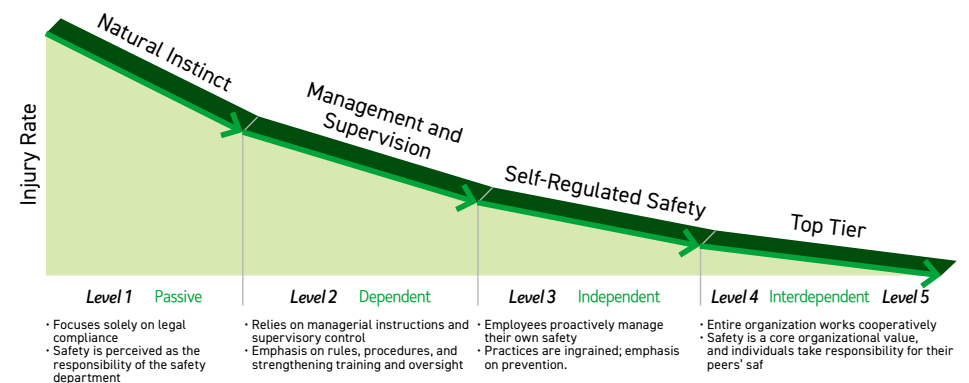 Natural Instinct
Management and
Supervision
Self-Regulated Safety
Top Tier
Injury Rate
Level 1 Passive
Level 2 Dependent
Level 3 Independent
Level 4 Interdependent Level 5
· Focuses solely on legal
compliance
· Safety is perceived as the
responsibility of the safety
department
· Relies on managerial instructions and
supervisory control
· Emphasis on rules, procedures, and
strengthening training and oversight
· Employees proactively manage
their own safety
· Practices are ingrained; emphasis
on prevention.
· Entire organization works cooperatively
· Safety is a core organizational value,
and individuals take responsibility for their
peers’ saf